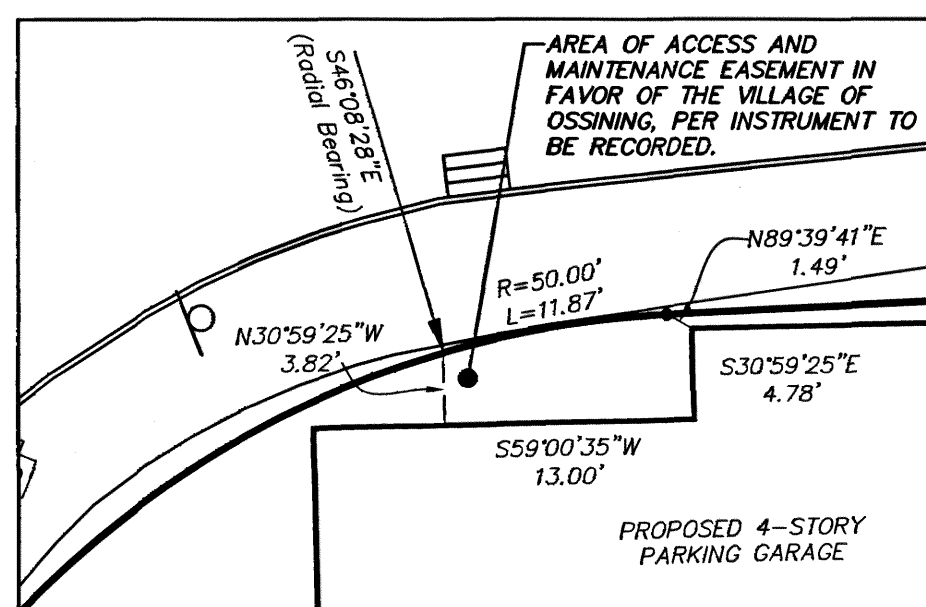 S46°08'28"E
(Radial Bearing)
AREA OF ACCESS AND
MAINTENANCE EASEMENT IN
FAVOR OF THE VILLAGE OF
OSSINING, PER INSTRUMENT TO
BE RECORDED.
N89°39'41"E
1.49'
R=50.00'
L=11.87'
N30°59'25"W
3.82'
S30°59'25"E
4.78'
S59°00'35"W
13.00'
PROPOSED 4-STORY
PARKING GARAGE